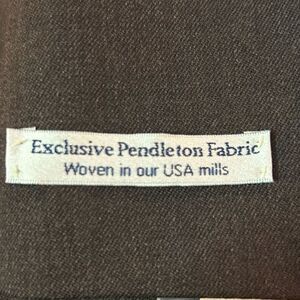 Exclusive Pendleton Fabric
Woven in our USA mills